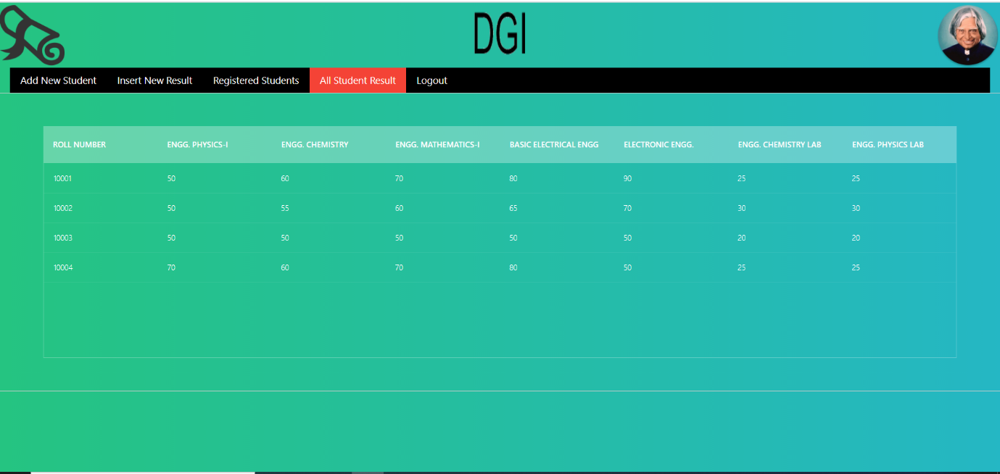 DGI
Add New Student Insert New Result Registered Students All Student Result Logout
ROLL NUMBER ENGG. PHYSICS-I ENGG. CHEMISTRY ENGG. MATHEMATICS-I BASIC ELECTRICAL ENGG ELECTRONIC ENGG. ENGG. CHEMISTRY LAB ENGG. PHYSICS LAB
10001 50 60 70 80 90 25 25
10002 50 55 60 65 70 30 30
10003 50 50 50 50 50 20 20
10004 70 60 70 80 50 25 25